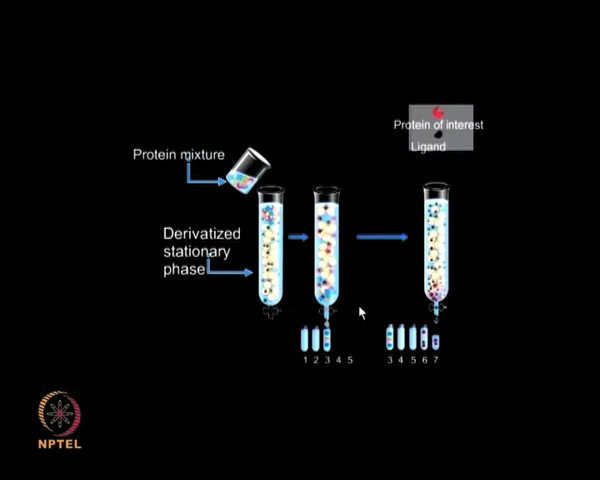 Protein of interest
Ligand
Protein mixture
Derivatized
stationary
phase
1 2 3 4 5
3 4 5 6 7
NPTEL